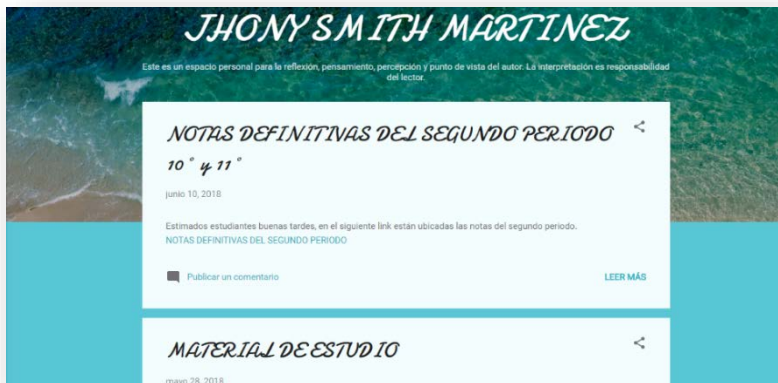 JHONY SMITH MARTINEZ
Este es un espacio personal para la reflexión, pensamiento, percepción y punto de vista del autor. La interpretación es responsabilidad
del lector.
NOTAS DEFINITIVAS DEL SEGUNDO PERIODO
10° y 11°
junio 10, 2018
Estimados estudiantes buenas tardes, en el siguiente link están ubicadas las notas del segundo periodo.
NOTAS DEFINITIVAS DEL SEGUNDO PERIODO
Publicar un comentario LEER MÁS
MATERIAL DE ESTUDIO
mayo 28, 2018